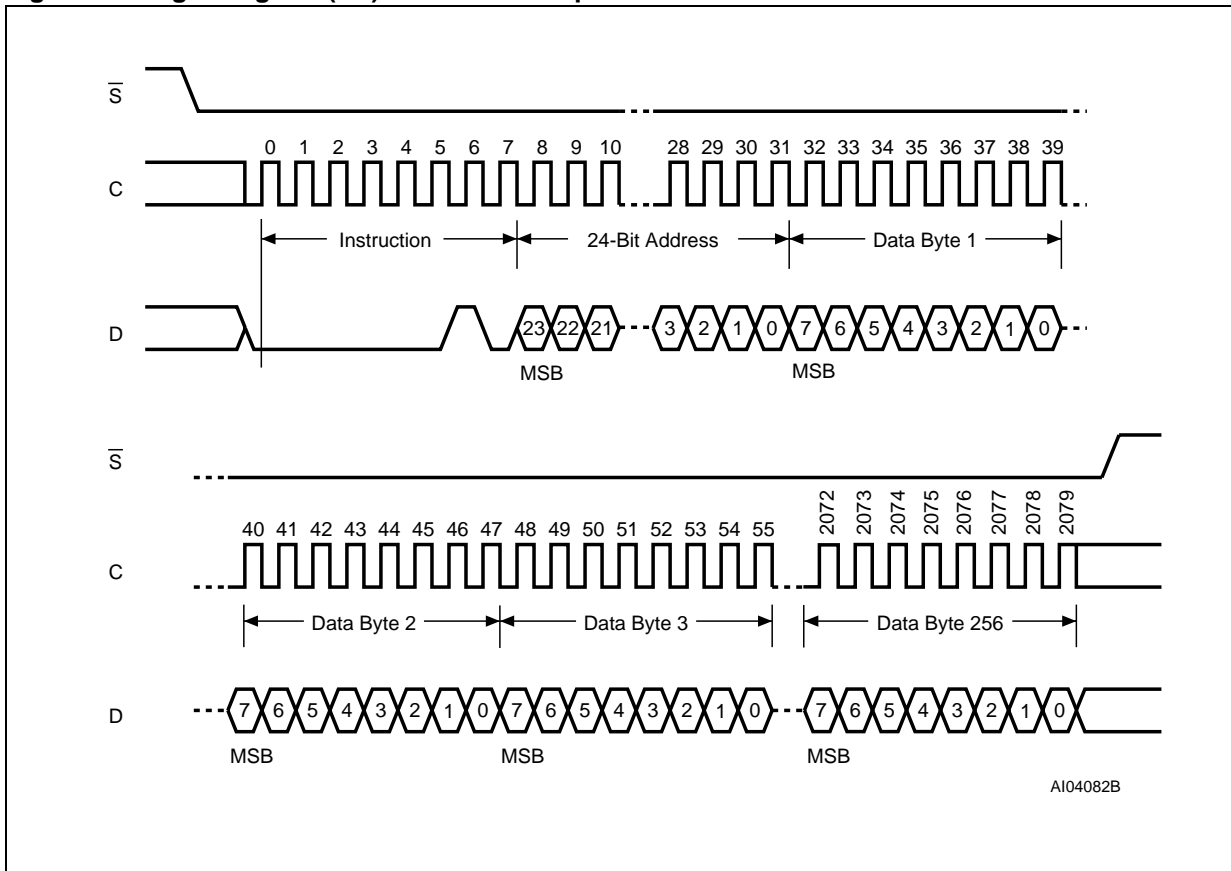 S
0 1 2 3 4 5 6 7 8 9 10 28 29 30 31 32 33 34 35 36 37 38 39
C
Instruction 24-Bit Address Data Byte 1
D 23 22 21 3 2 1 0 7 6 5 4 3 2 1 0
MSB MSB
S
2072 2073 2074 2075 2076 2077 2078 2079
40 41 42 43 44 45 46 47 48 49 50 51 52 53 54 55
C
Data Byte 2 Data Byte 3 Data Byte 256
D 7 6 5 4 3 2 1 0 7 6 5 4 3 2 1 0 7 6 5 4 3 2 1 0
MSB MSB MSB
AI04082B